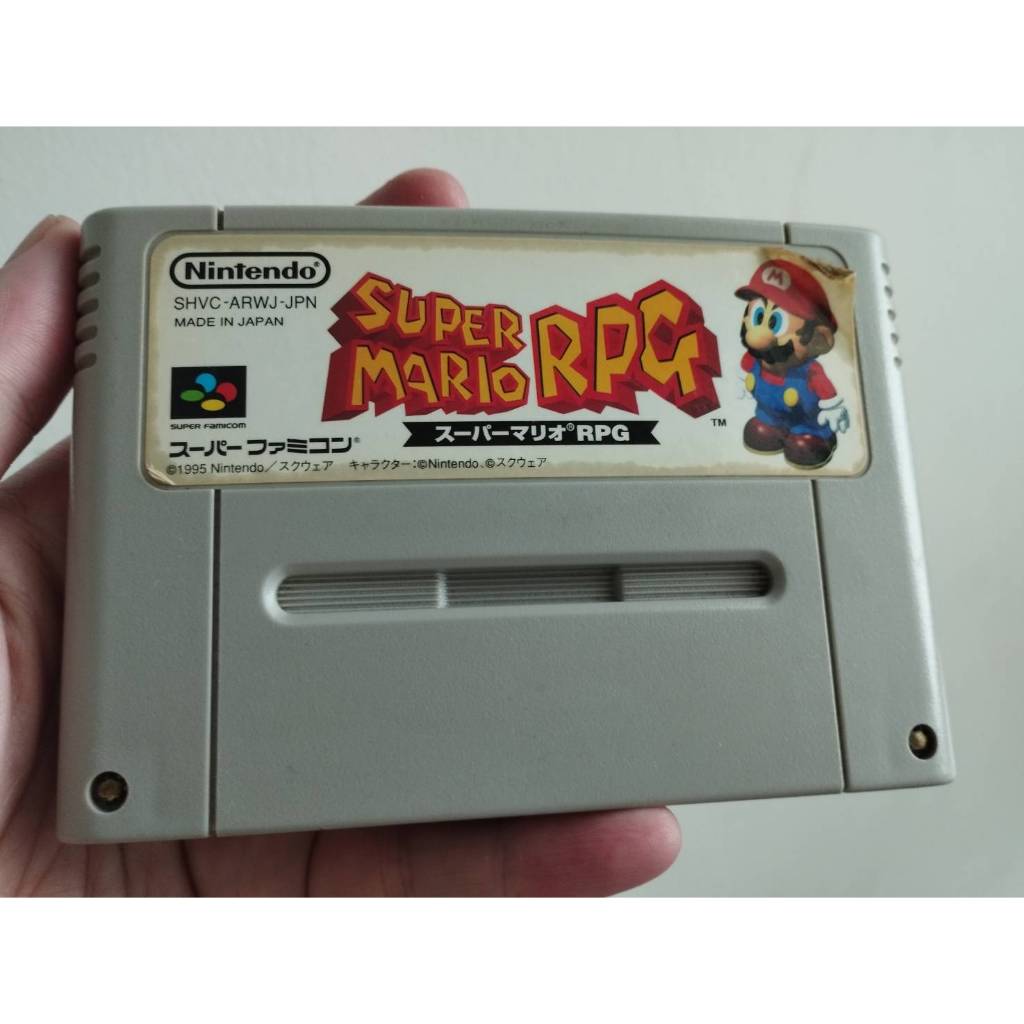 Nintendo®
SHVC-ARWJ-JPN
MADE IN JAPAN
SUPER FAMICOM
スーパーファミコン®
©1995 Nintendo/スクウェア キャラクター:©Nintendo.©スクウェア
SUPER
MARIO RPG
TM
スーパーマリオ®RPG
M